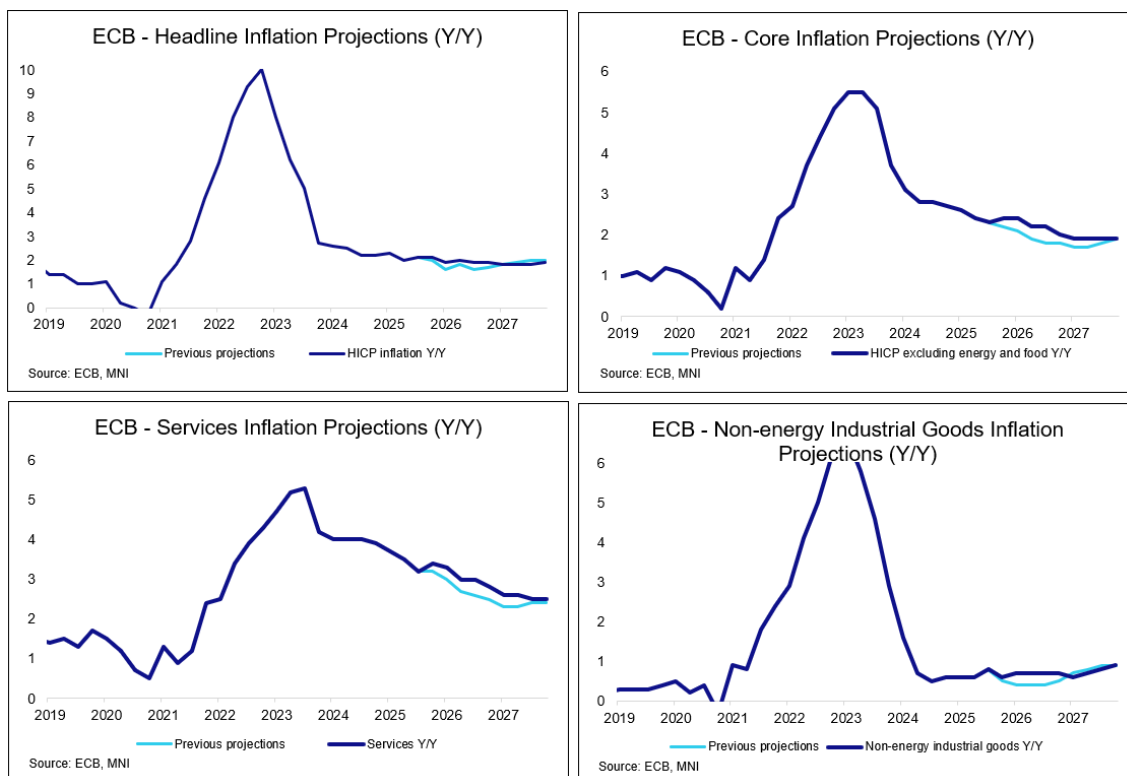 ECB - Headline Inflation Projections (Y/Y)
10
9
8
7
6
5
4
3
2
1
0
2019 2020 2021 2022 2023 2024 2025 2026 2027
Previous projections HICP inflation Y/Y
Source: ECB, MNI
ECB - Core Inflation Projections (Y/Y)
6
5
4
3
2
1
0
2019 2020 2021 2022 2023 2024 2025 2026 2027
Previous projections HICP excluding energy and food Y/Y
Source: ECB, MNI
ECB - Services Inflation Projections (Y/Y)
6
5
4
3
2
1
0
2019 2020 2021 2022 2023 2024 2025 2026 2027
Previous projections Services Y/Y
Source: ECB, MNI
ECB - Non-energy Industrial Goods Inflation
Projections (Y/Y)
6
5
4
3
2
1
0
2019 2020 2021 2022 2023 2024 2025 2026 2027
Previous projections Non-energy industrial goods Y/Y
Source: ECB, MNI